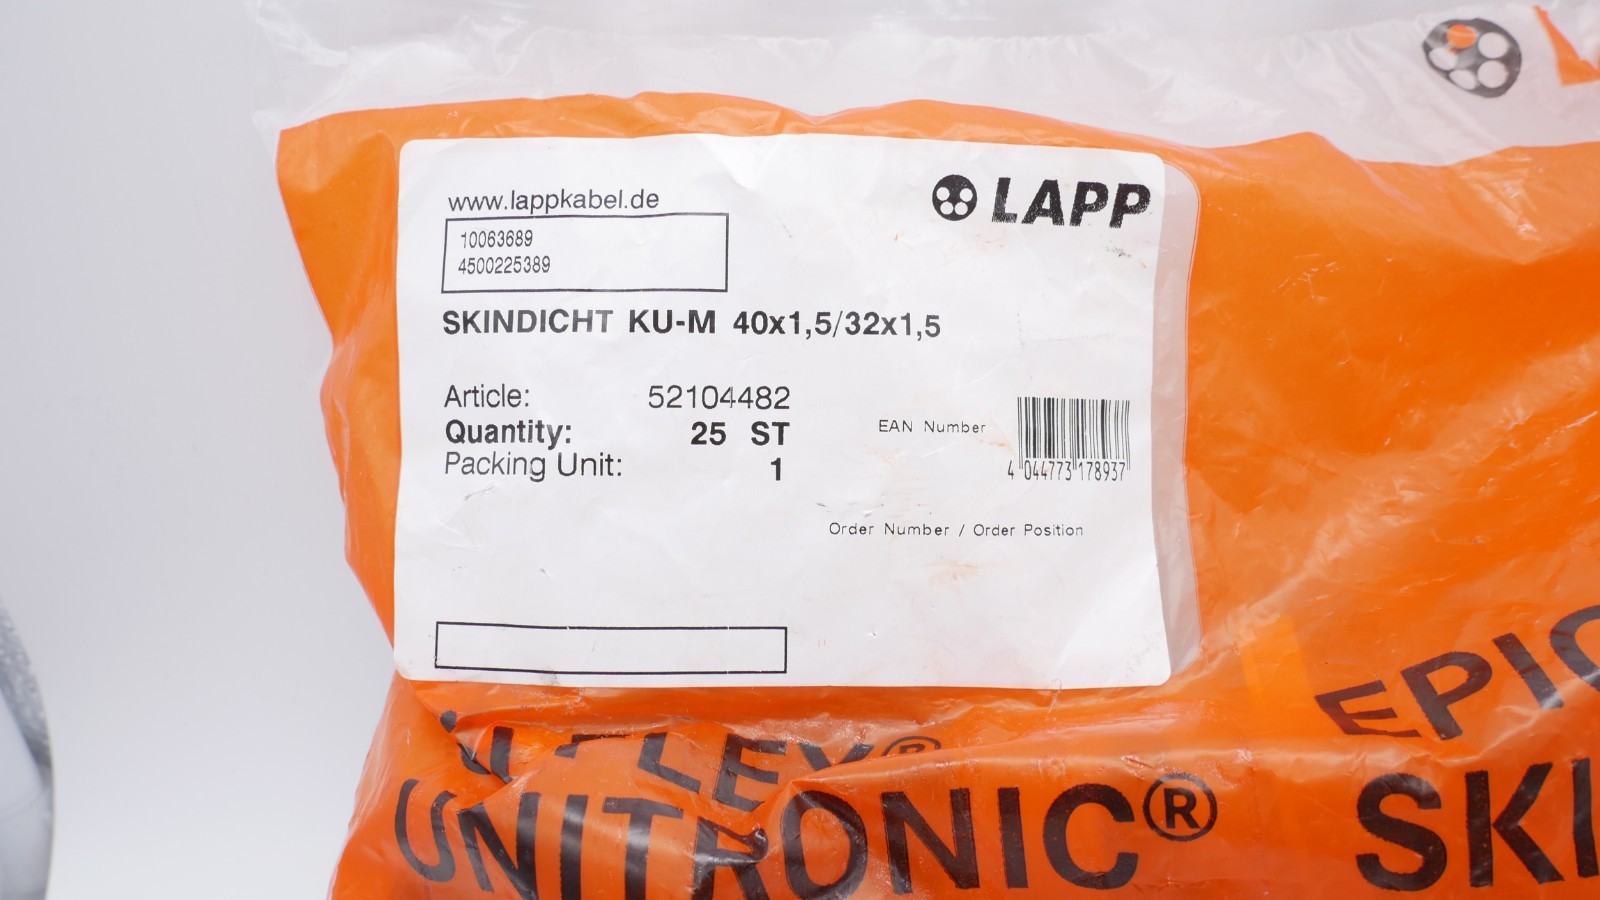 www.lappkabel.de
LAPP
10063689
4500225389
SKINDICHT KU-M 40x1,5/32x1,5
Article: 52104482
Quantity: 25 ST
Packing Unit: 1
EAN Number
4 044773 178937
Order Number / Order Position
FLEX®
UNITRONIC®
EPIC
SKI